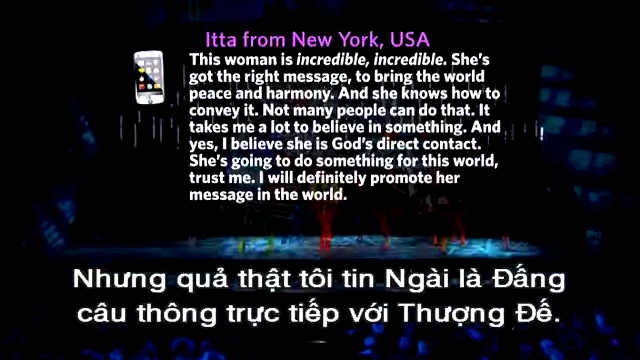 Itta from New York, USA
This woman is incredible, incredible. She's
got the right message, to bring the world
peace and harmony. And she knows how to
convey it. Not many people can do that. It
takes me a lot to believe in something. And
yes, I believe she is God's direct contact.
She's going to do something for this world,
trust me. I will definitely promote her
message in the world.
Nhưng quả thật tôi tin Ngài là Đấng
câu thông trực tiếp với Thượng Đế.